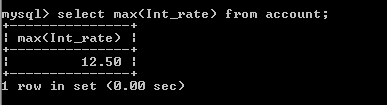 mysql> select max(Int_rate) from account;
+---------------+
| max(Int_rate) |
+---------------+
|         12.50 |
+---------------+
1 row in set (0.00 sec)